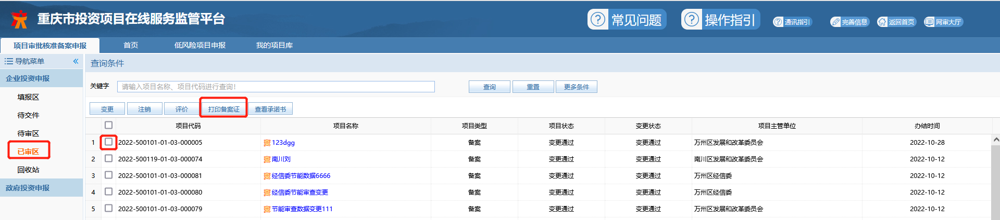 重庆市投资项目在线服务监管平台
常见问题 操作指引 通讯指引 完善信息 返回首页 网审大厅
项目审批核准备案申报 首页 低风险项目申报 我的项目库
导航菜单 «
企业投资申报
填报区
待交件
待审区
已审区
回收站
政府投资申报
查询条件
关键字 请输入项目名称、项目代码进行查询! 查询 重置 更多条件
变更 注销 评价 打印备案证 查看承诺书
项目代码 项目名称 项目类型 项目状态 变更状态 项目主管单位 办结时间
1 2022-500101-01-03-000005 变 123dgg 备案 变更通过 变更通过 万州区发展和改革委员会 2022-10-28
2 2022-500119-01-03-000074 变 南川刘 备案 变更通过 变更通过 南川区发展和改革委员会 2022-10-12
3 2022-500101-01-03-000081 变 经信委节能数据6666 备案 变更通过 变更通过 万州区经信委 2022-10-12
4 2022-500101-01-03-000080 变 经信委节能审查变更 备案 变更通过 变更通过 万州区经信委 2022-10-12
5 2022-500101-01-03-000079 变 节能审查数据变更111 备案 变更通过 变更通过 万州区发展和改革委员会 2022-10-12